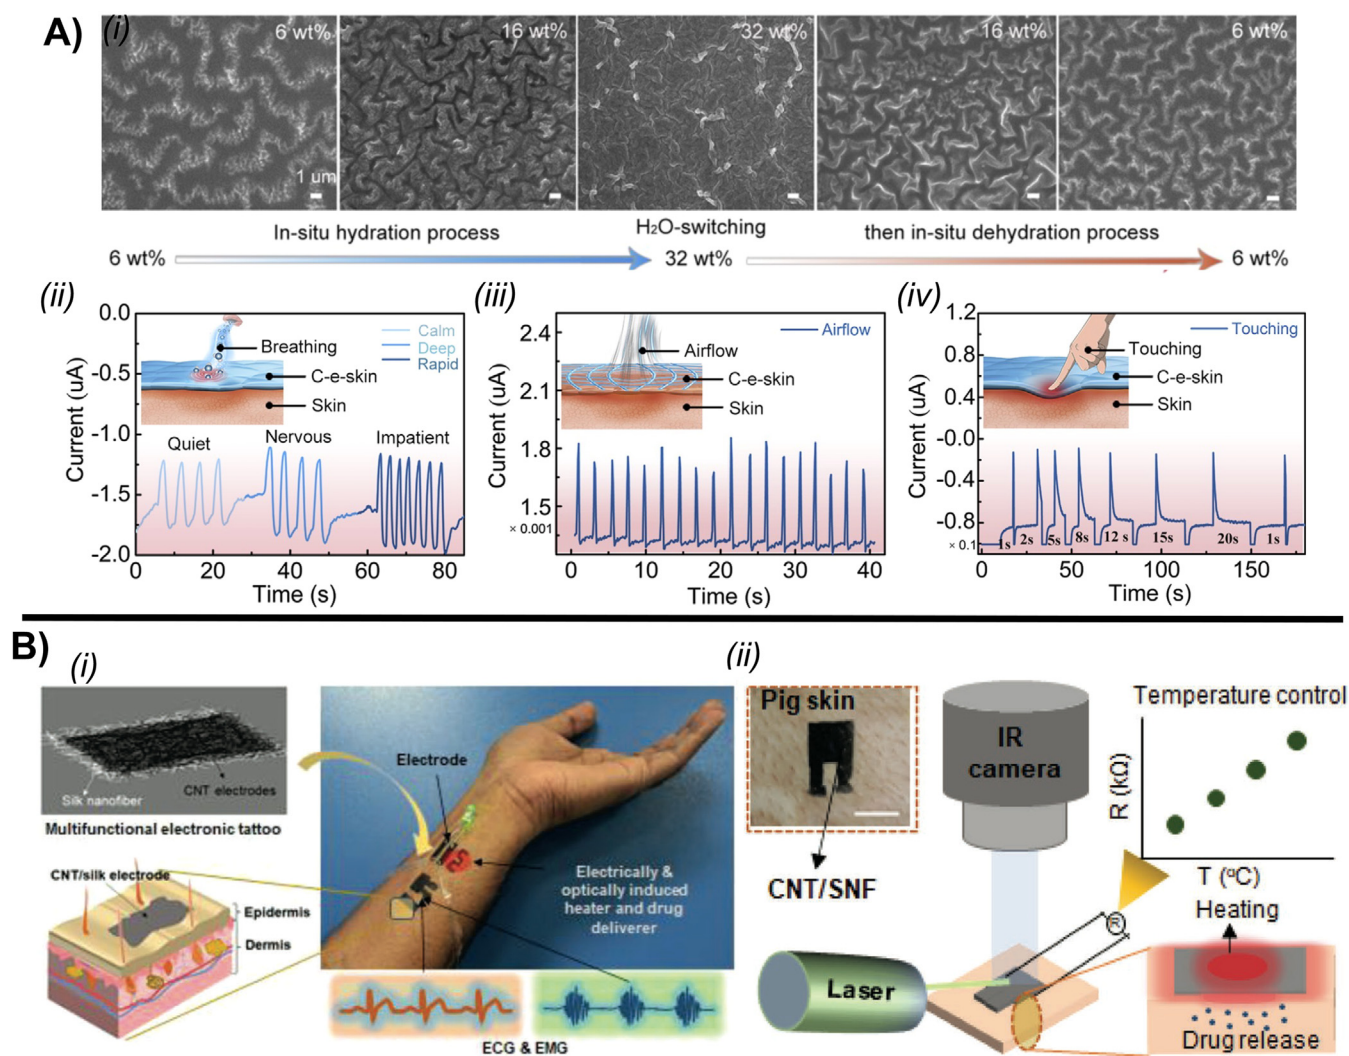 A)
(i)
6 wt%
16 wt%
32 wt%
16 wt%
6 wt%
1 um
In-situ hydration process
H₂O-switching
then in-situ dehydration process
6 wt%
32 wt%
6 wt%
(ii)
0.0
-0.5
-1.0
-1.5
-2.0
Current (uA)
Calm
Deep
Rapid
Breathing
C-e-skin
Skin
Quiet
Nervous
Impatient
0
20
40
60
80
Time (s)
(iii)
2.4
2.1
1.8
1.5
× 0.001
Current (uA)
Airflow
Airflow
C-e-skin
Skin
0
10
20
30
40
Time (s)
(iv)
1.2
0.8
0.4
-0.0
-0.4
-0.8
× 0.1
Current (uA)
Touching
Touching
C-e-skin
Skin
1s
2s
5s
8s
12 s
15s
20s
1s
0
50
100
150
Time (s)
B)
(i)
Silk nanofiber
CNT electrodes
Multifunctional electronic tattoo
CNT/silk electrode
Epidermis
Dermis
Electrode
Electrically &
optically induced
heater and drug
deliverer
ECG & EMG
(ii)
Pig skin
CNT/SNF
IR
camera
Laser
Temperature control
R (kΩ)
T (°C)
R
Heating
Drug release